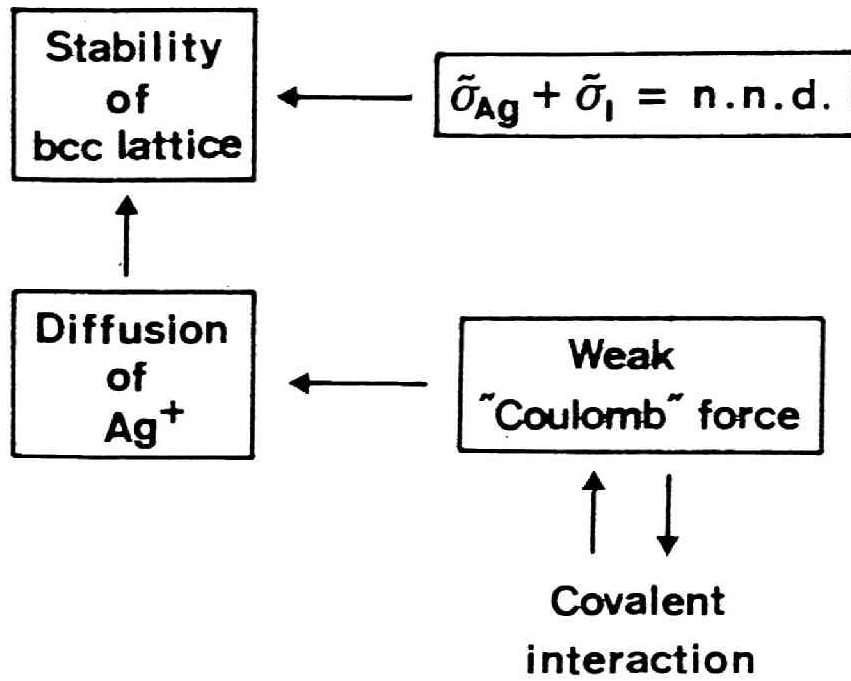 Stability
of
bcc lattice
σ̃Ag + σ̃I = n.n.d.
Diffusion
of
Ag⁺
Weak
˝Coulomb˝ force
Covalent
interaction